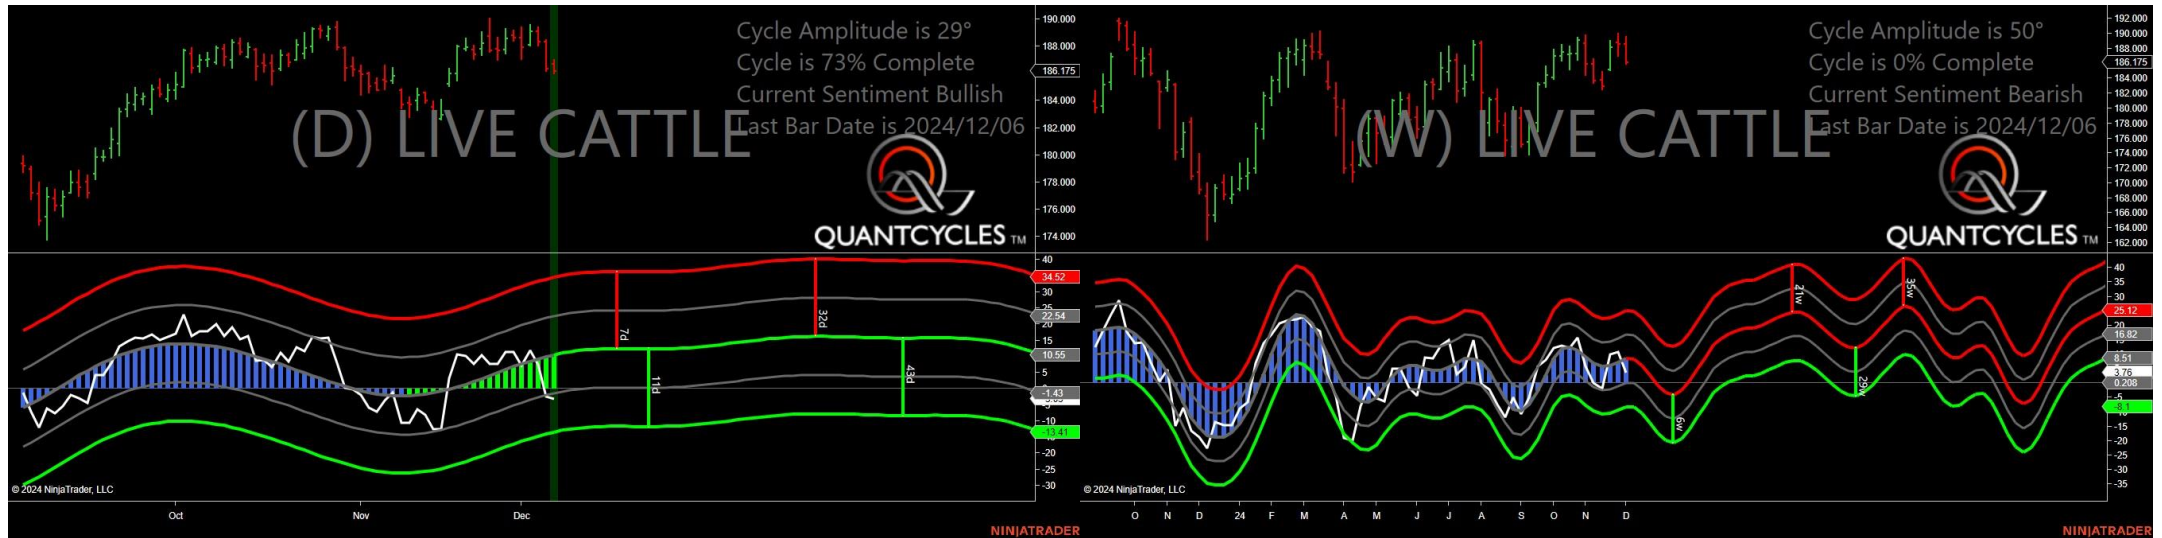 Cycle Amplitude is 29°
Cycle is 73% Complete
Current Sentiment Bullish
Last Bar Date is 2024/12/06
(D) LIVE CATTLE
QUANTCYCLES TM
190.000
188.000
186.175
184.000
182.000
180.000
178.000
176.000
174.000
40
34.52
30
25
22.54
20
15
10.55
5
-1.43
-5
-10
-13.41
-20
-25
-30
7d
32d
11d
43d
© 2024 NinjaTrader, LLC
Oct
Nov
Dec
NINJATRADER
Cycle Amplitude is 50°
Cycle is 0% Complete
Current Sentiment Bearish
Last Bar Date is 2024/12/06
(W) LIVE CATTLE
QUANTCYCLES TM
192.000
190.000
188.000
186.175
184.000
182.000
180.000
178.000
176.000
174.000
172.000
170.000
168.000
166.000
164.000
162.000
40
35
30
25.12
20
16.82
8.51
3.76
0.208
-5
-8.1
-15
-20
-25
-30
-35
21w
35w
29w
6w
© 2024 NinjaTrader, LLC
O N D 24 F M A M J J A S O N D
NINJATRADER